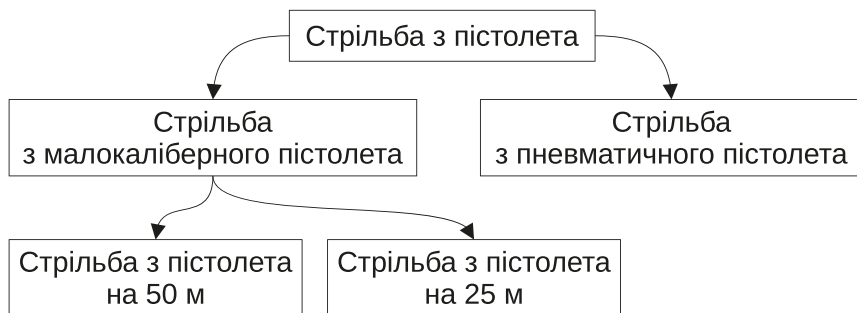 Стрільба з пістолета
Стрільба
з малокаліберного пістолета
Стрільба
з пневматичного пістолета
Стрільба з пістолета
на 50 м
Стрільба з пістолета
на 25 м